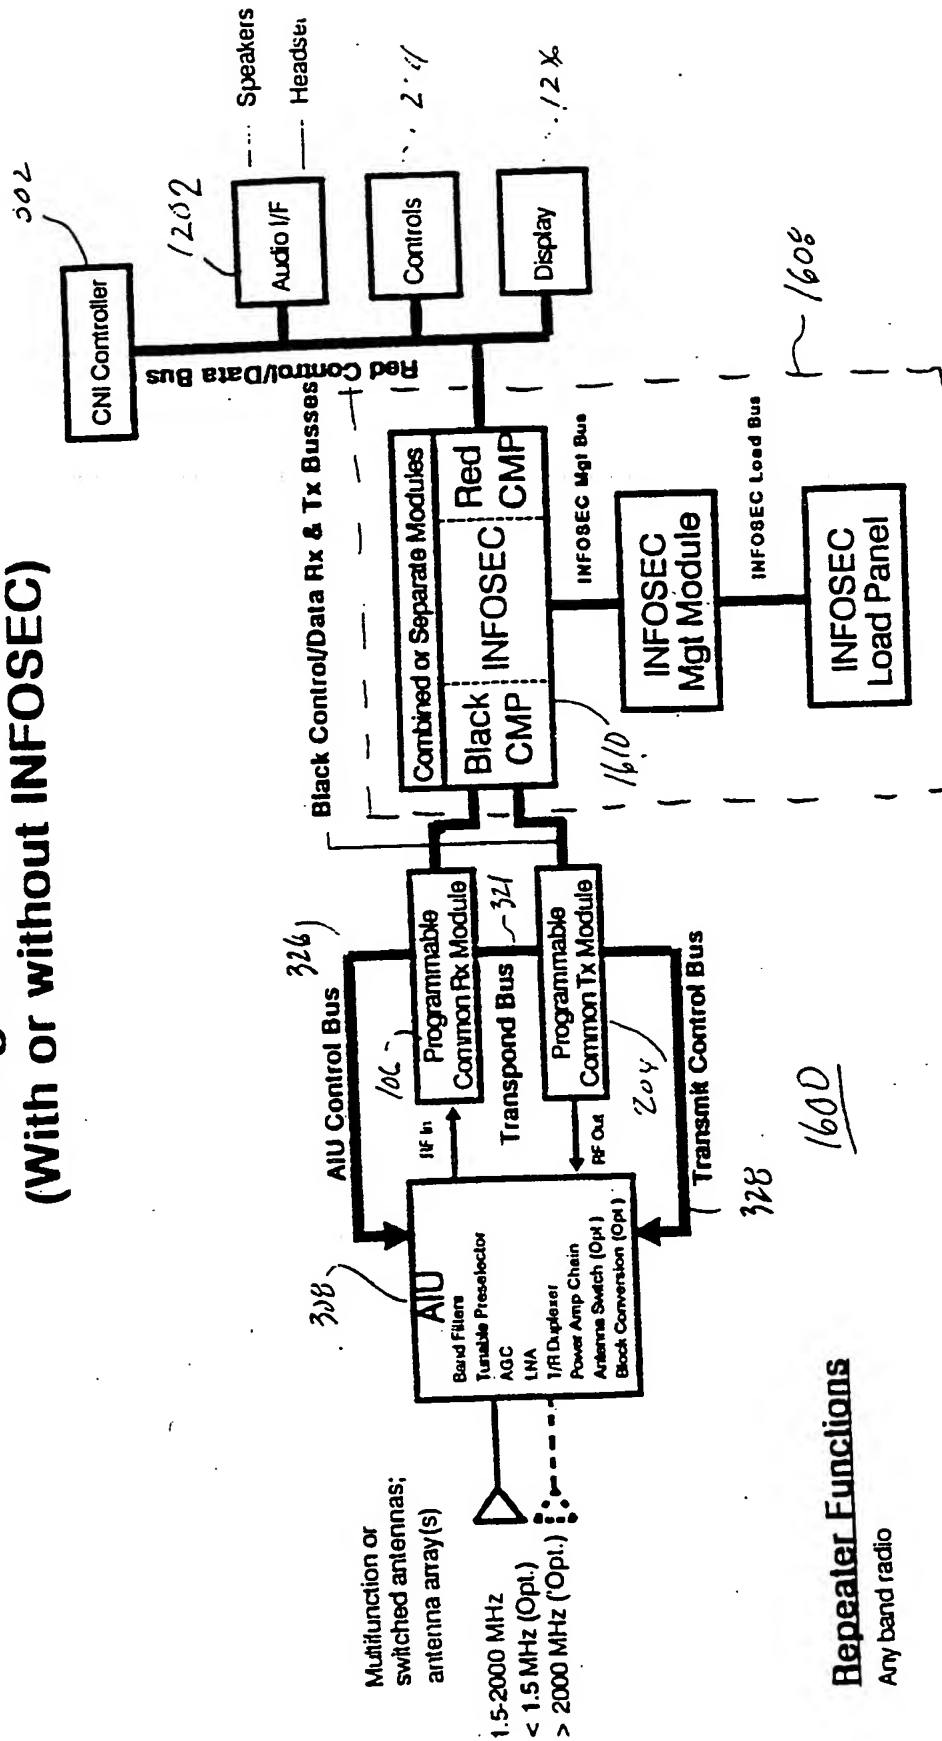 (With or without INFOSEC)
CNI Controller
302
Red Control/Data Bus
1202
Audio I/F
Speakers
Headset
Controls
Display
Black Control/Data Rx & Tx Busses
Combined or Separate Modules
Black
CMP
INFOSEC
Red
CMP
1608
1610
INFOSEC Mgt Bus
INFOSEC
Mgt Module
INFOSEC Load Bus
INFOSEC
Load Panel
AIU Control Bus
326
106
Programmable
Common Rx Module
RF In
Transpond Bus
321
Programmable
Common Tx Module
204
RF Out
Transmit Control Bus
328
308
AIU
Band Filters
Tunable Preselector
AGC
LNA
T/R Duplexer
Power Amp Chain
Antenna Switch (Opt)
Block Conversion (Opt)
Multifunction or
switched antennas;
antenna array(s)
1.5-2000 MHz
< 1.5 MHz (Opt.)
> 2000 MHz (Opt.)
1600
Repeater Functions
Any band radio